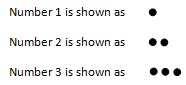 Number 1 is shown as
Number 2 is shown as
Number 3 is shown as